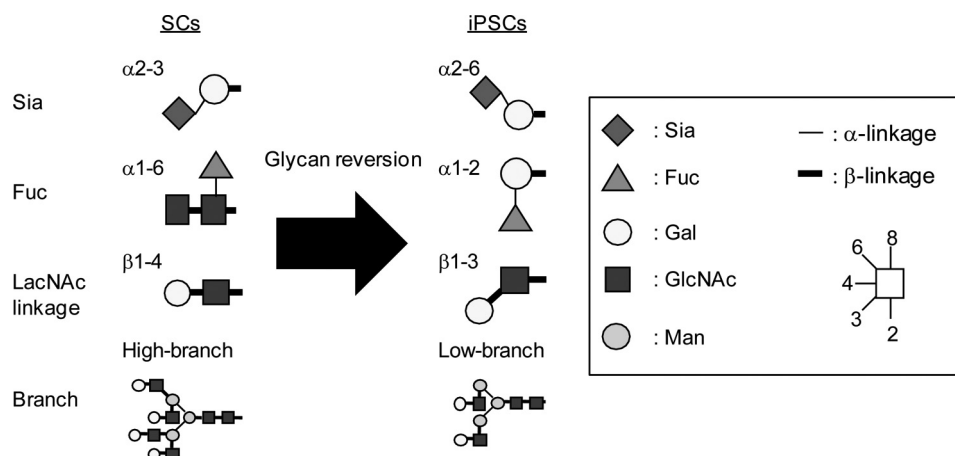 SCs
iPSCs
Sia
α2-3
α2-6
Fuc
α1-6
Glycan reversion
α1-2
LacNAc
linkage
β1-4
β1-3
Branch
High-branch
Low-branch
: Sia
: α-linkage
: Fuc
: β-linkage
: Gal
: GlcNAc
: Man
6
8
4
3
2